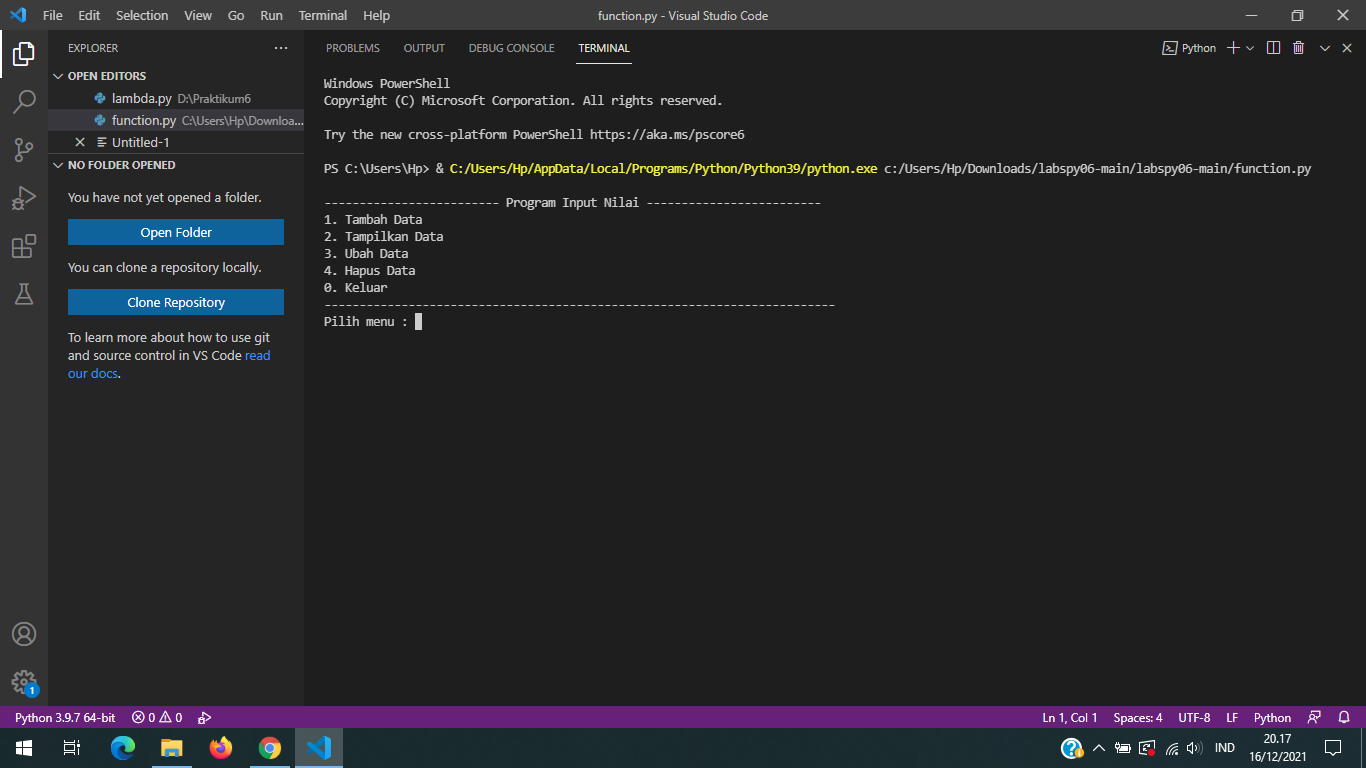 File Edit Selection View Go Run Terminal Help
function.py - Visual Studio Code
EXPLORER
OPEN EDITORS
lambda.py D:\Praktikum6
function.py C:\Users\Hp\Downloa...
Untitled-1
NO FOLDER OPENED
You have not yet opened a folder.
Open Folder
You can clone a repository locally.
Clone Repository
To learn more about how to use git
and source control in VS Code read
our docs.
PROBLEMS OUTPUT DEBUG CONSOLE TERMINAL
Python
Windows PowerShell
Copyright (C) Microsoft Corporation. All rights reserved.
Try the new cross-platform PowerShell https://aka.ms/pscore6
PS C:\Users\Hp> & C:/Users/Hp/AppData/Local/Programs/Python/Python39/python.exe c:/Users/Hp/Downloads/labspy06-main/labspy06-main/function.py
------------------------- Program Input Nilai -------------------------
1. Tambah Data
2. Tampilkan Data
3. Ubah Data
4. Hapus Data
0. Keluar
-------------------------------------------------------------------------
Pilih menu :
1
Python 3.9.7 64-bit 0 0
Ln 1, Col 1 Spaces: 4 UTF-8 LF Python
IND
20.17
16/12/2021